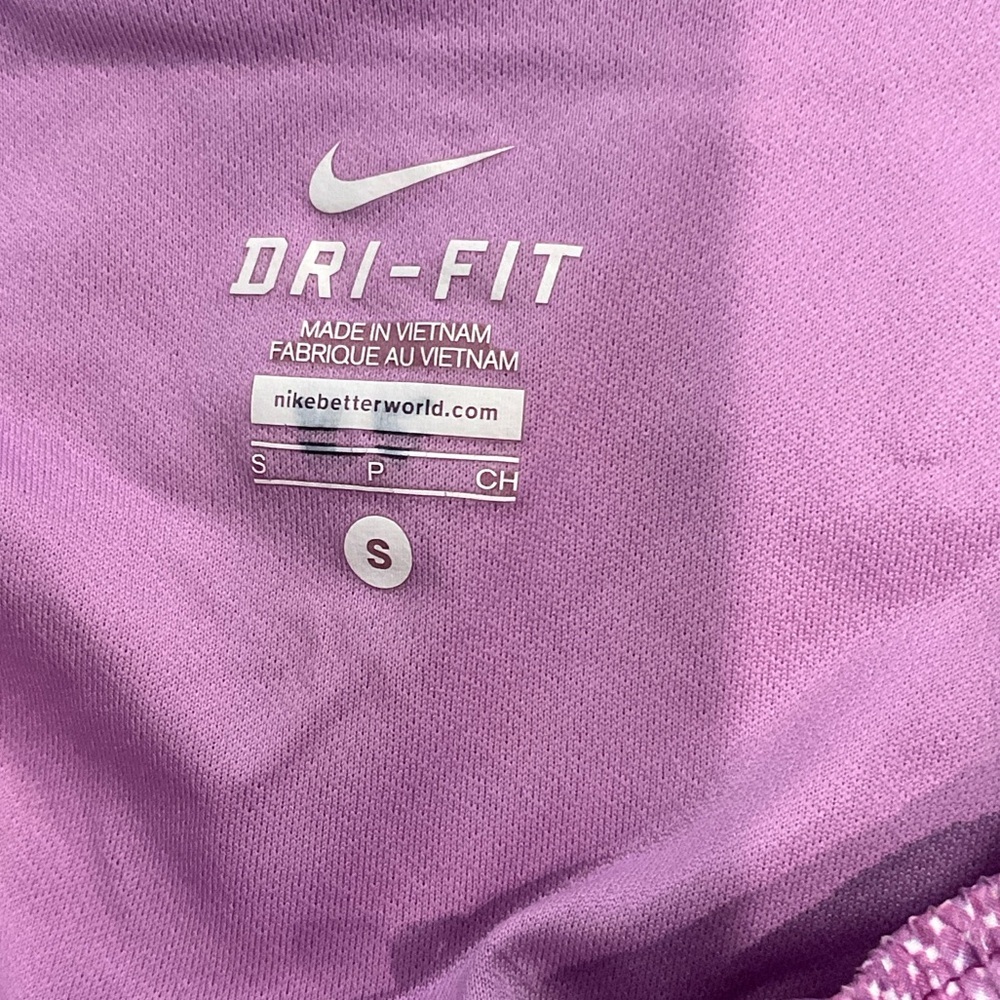 DRI-FIT
MADE IN VIETNAM
FABRIQUE AU VIETNAM
nikebetterworld.com
S P CH
S